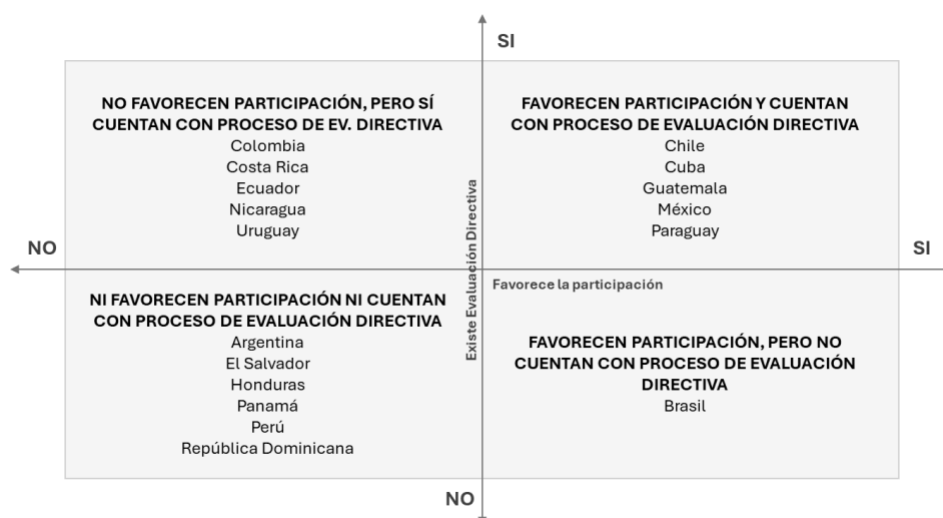 SI
NO FAVORECEN PARTICIPACIÓN, PERO SÍ
CUENTAN CON PROCESO DE EV. DIRECTIVA
Colombia
Costa Rica
Ecuador
Nicaragua
Uruguay
FAVORECEN PARTICIPACIÓN Y CUENTAN
CON PROCESO DE EVALUACIÓN DIRECTIVA
Chile
Cuba
Guatemala
México
Paraguay
NO
SI
Existe Evaluación Directiva
Favorece la participación
NI FAVORECEN PARTICIPACIÓN NI CUENTAN
CON PROCESO DE EVALUACIÓN DIRECTIVA
Argentina
El Salvador
Honduras
Panamá
Perú
República Dominicana
FAVORECEN PARTICIPACIÓN, PERO NO
CUENTAN CON PROCESO DE EVALUACIÓN
DIRECTIVA
Brasil
NO